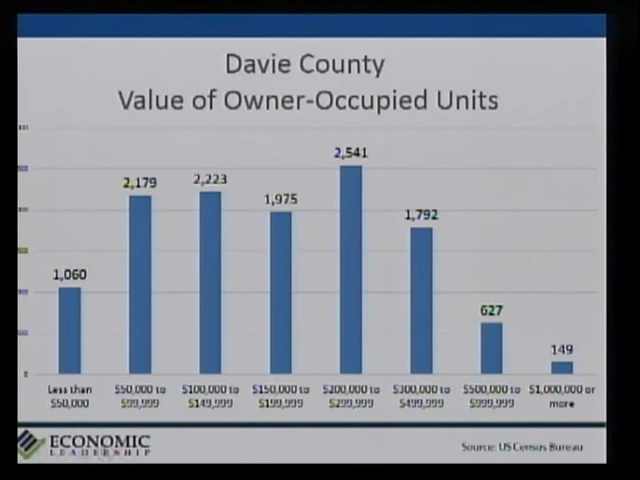 Davie County
Value of Owner-Occupied Units
2,541
2,179
2,223
1,975
1,792
1,060
627
149
0
Less than $50,000 to $100,000 to $150,000 to $200,000 to $300,000 to $500,000 to $1,000,000 or
$50,000 $99,999 $149,999 $199,999 $299,999 $499,999 $999,999 more
ECONOMIC
LEADERSHIP
Source: US Census Bureau